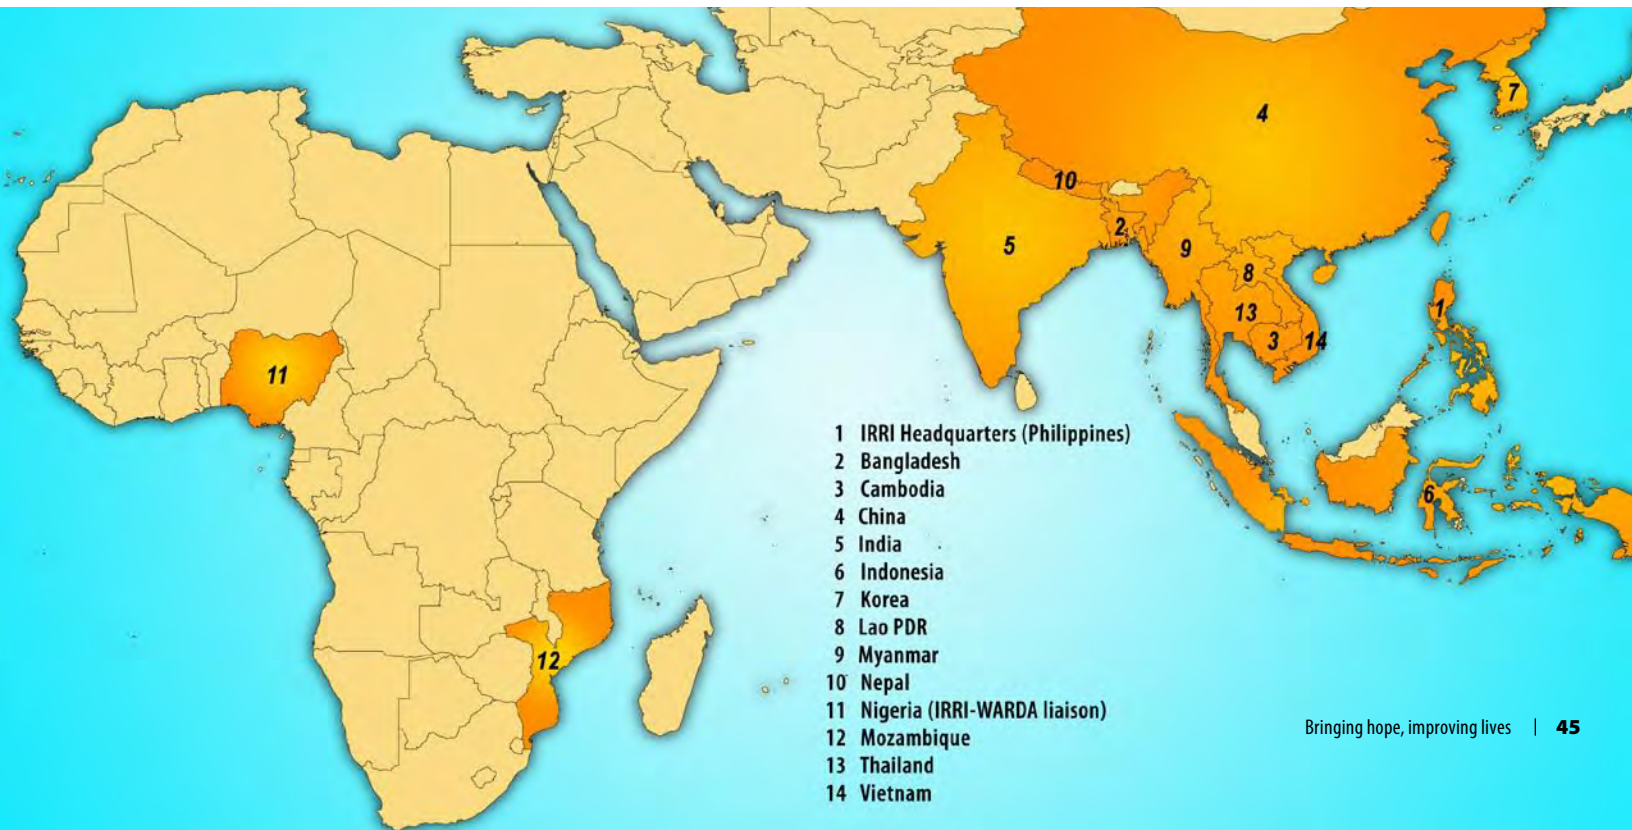 4
7
10
2
5
9
8
1
13
3
14
11
6
12
1 IRRI Headquarters (Philippines)
2 Bangladesh
3 Cambodia
4 China
5 India
6 Indonesia
7 Korea
8 Lao PDR
9 Myanmar
10 Nepal
11 Nigeria (IRRI-WARDA liaison)
12 Mozambique
13 Thailand
14 Vietnam
Bringing hope, improving lives | 45